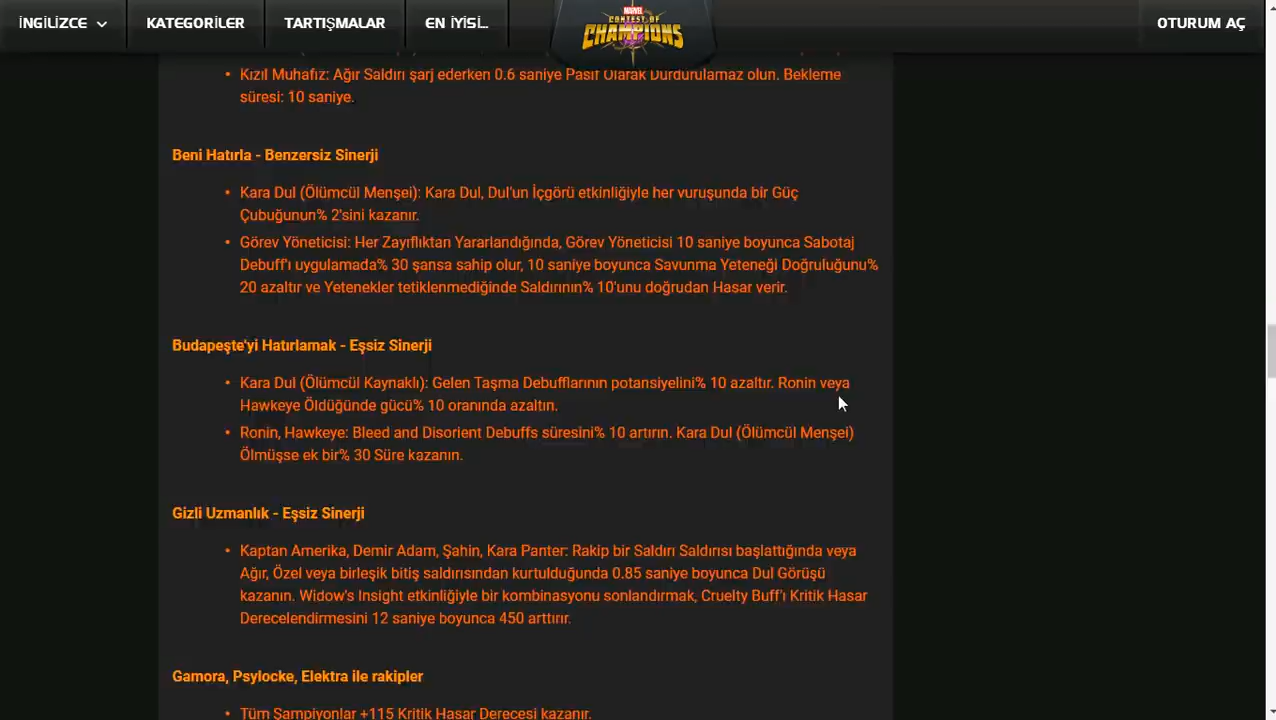 İNGİLİZCE
KATEGORİLER
TARTIŞMALAR
EN İYİSİ..
MARVEL
CONTEST OF
CHAMPIONS
OTURUM AÇ
• Kızıl Muhafız: Ağır Saldırı şarj ederken 0.6 saniye Pasif Olarak Durdurulamaz olun. Bekleme
süresi: 10 saniye.
Beni Hatırla - Benzersiz Sinerji
• Kara Dul (Ölümcül Menşei): Kara Dul, Dul'un İçgörü etkinliğiyle her vuruşunda bir Güç
Çubuğunun% 2'sini kazanır.
• Görev Yöneticisi: Her Zayıflıktan Yararlandığında, Görev Yöneticisi 10 saniye boyunca Sabotaj
Debuff'ı uygulamada% 30 şansa sahip olur, 10 saniye boyunca Savunma Yeteneği Doğruluğunu%
20 azaltır ve Yetenekler tetiklenmediğinde Saldırının% 10'unu doğrudan Hasar verir.
Budapeşte'yi Hatırlamak - Eşsiz Sinerji
• Kara Dul (Ölümcül Kaynaklı): Gelen Taşma Debufflarının potansiyelini% 10 azaltır. Ronin veya
Hawkeye Öldüğünde gücü% 10 oranında azaltın.
• Ronin, Hawkeye: Bleed and Disorient Debuffs süresini% 10 artırın. Kara Dul (Ölümcül Menşei)
Ölmüşse ek bir% 30 Süre kazanın.
Gizli Uzmanlık - Eşsiz Sinerji
• Kaptan Amerika, Demir Adam, Şahin, Kara Panter: Rakip bir Saldırı Saldırısı başlattığında veya
Ağır, Özel veya birleşik bitiş saldırısından kurtulduğunda 0.85 saniye boyunca Dul Görüşü
kazanın. Widow's Insight etkinliğiyle bir kombinasyonu sonlandırmak, Cruelty Buff'ı Kritik Hasar
Derecelendirmesini 12 saniye boyunca 450 arttırır.
Gamora, Psylocke, Elektra ile rakipler
• Tüm Şampiyonlar +115 Kritik Hasar Derecesi kazanır.